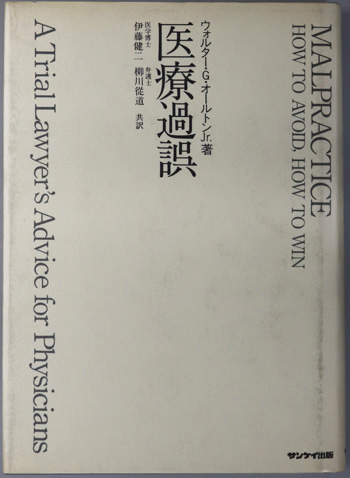 MALPRACTICE
HOW TO AVOID, HOW TO WIN
ウォルター・G・オールトンJr.著
医療過誤
医学博士 伊藤健二 弁護士 柳川從道 共訳
A Trial Lawyer's Advice for Physicians
サンケイ出版